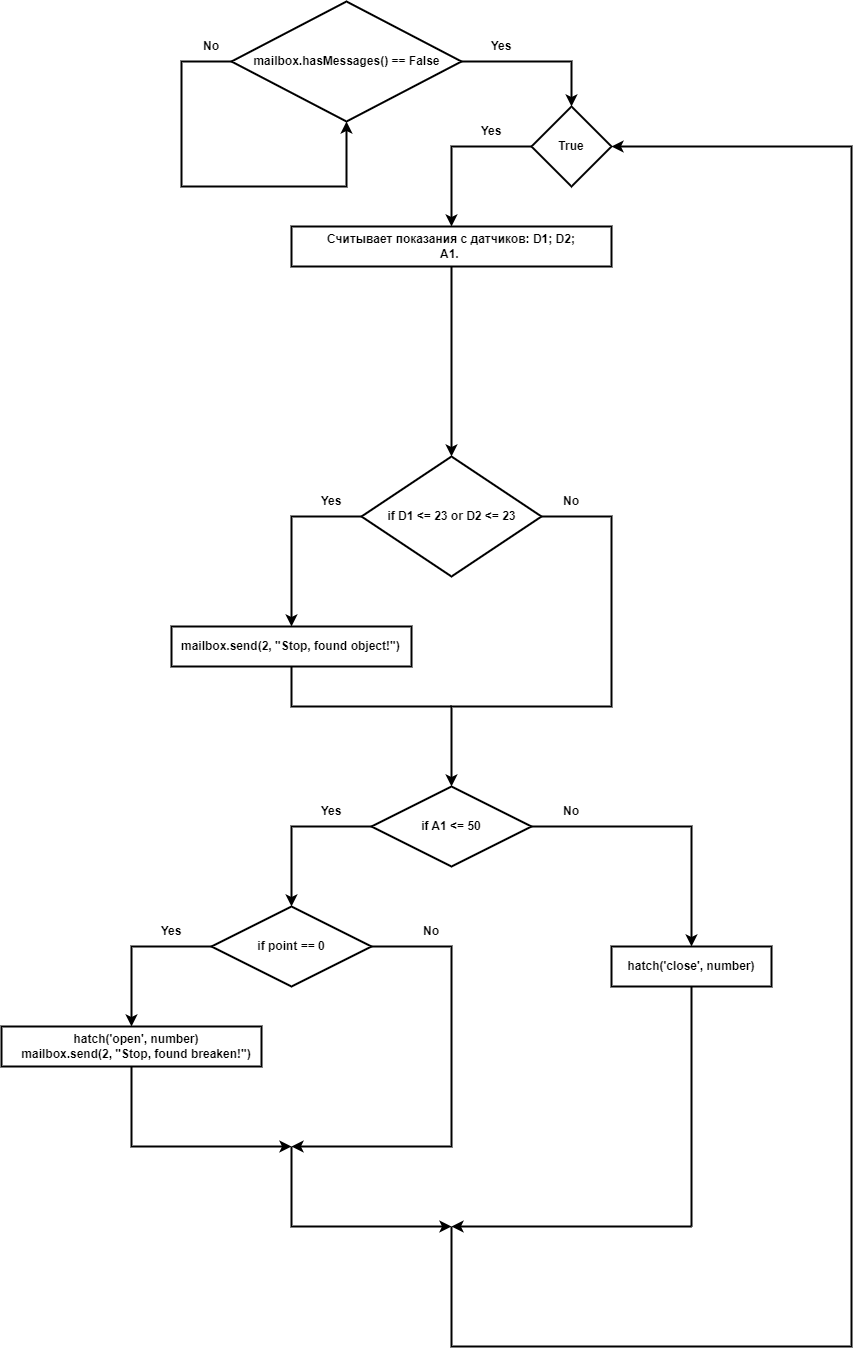 No
mailbox.hasMessages() == False
Yes
Yes
True
Считывает показания с датчиков: D1; D2;
A1.
Yes
if D1 <= 23 or D2 <= 23
No
mailbox.send(2, "Stop, found object!")
Yes
if A1 <= 50
No
Yes
if point == 0
No
hatch('close', number)
hatch('open', number)
mailbox.send(2, "Stop, found breaken!")